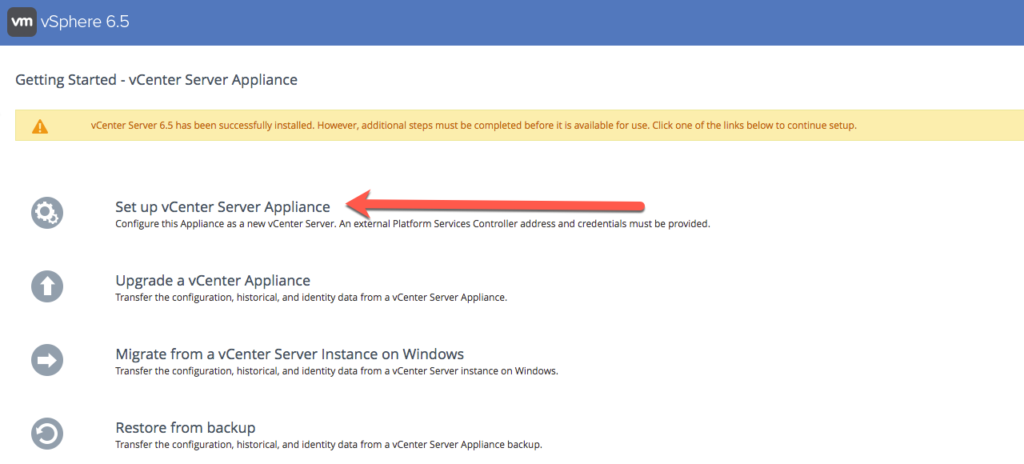 vm vSphere 6.5
Getting Started - vCenter Server Appliance
vCenter Server 6.5 has been successfully installed. However, additional steps must be completed before it is available for use. Click one of the links below to continue setup.
Set up vCenter Server Appliance
Configure this Appliance as a new vCenter Server. An external Platform Services Controller address and credentials must be provided.
Upgrade a vCenter Appliance
Transfer the configuration, historical, and identity data from a vCenter Server Appliance.
Migrate from a vCenter Server Instance on Windows
Transfer the configuration, historical, and identity data from a vCenter Server instance on Windows.
Restore from backup
Transfer the configuration, historical, and identity data from a vCenter Server Appliance backup.